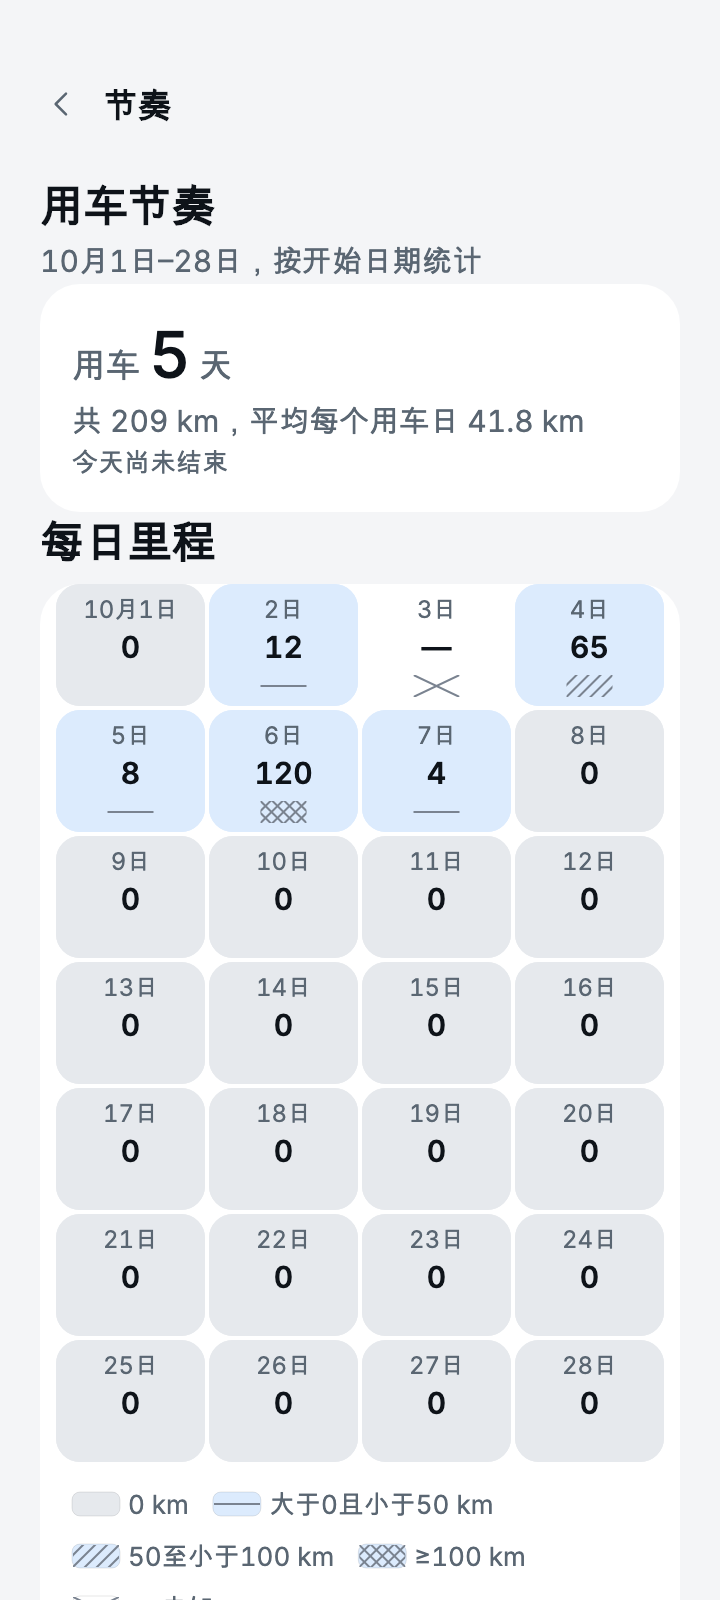 节奏
用车节奏
10月1日–28日，按开始日期统计
用车 5 天
共 209 km，平均每个用车日 41.8 km
今天尚未结束
每日里程
10月1日 2日 3日 4日
0 12 — 65
5日 6日 7日 8日
8 120 4 0
9日 10日 11日 12日
0 0 0 0
13日 14日 15日 16日
0 0 0 0
17日 18日 19日 20日
0 0 0 0
21日 22日 23日 24日
0 0 0 0
25日 26日 27日 28日
0 0 0 0
0 km 大于0且小于50 km
50至小于100 km ≥100 km